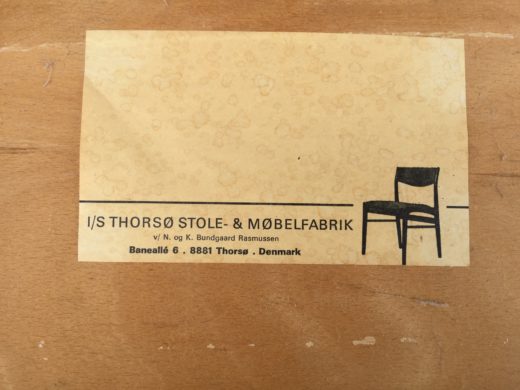 I/S THORSØ STOLE- & MØBELFABRIK
v/ N. og K. Bundgaard Rasmussen
Baneallé 6 . 8881 Thorsø . Denmark